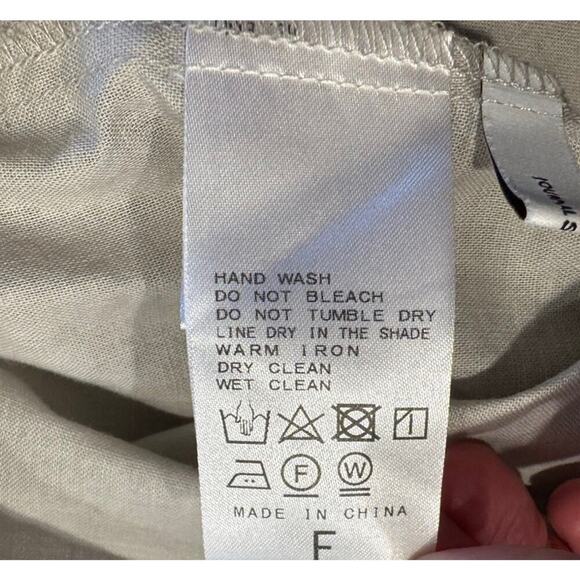 HAND WASH
DO NOT BLEACH
DO NOT TUMBLE DRY
LINE DRY IN THE SHADE
WARM IRON
DRY CLEAN
WET CLEAN
F W
MADE IN CHINA
F